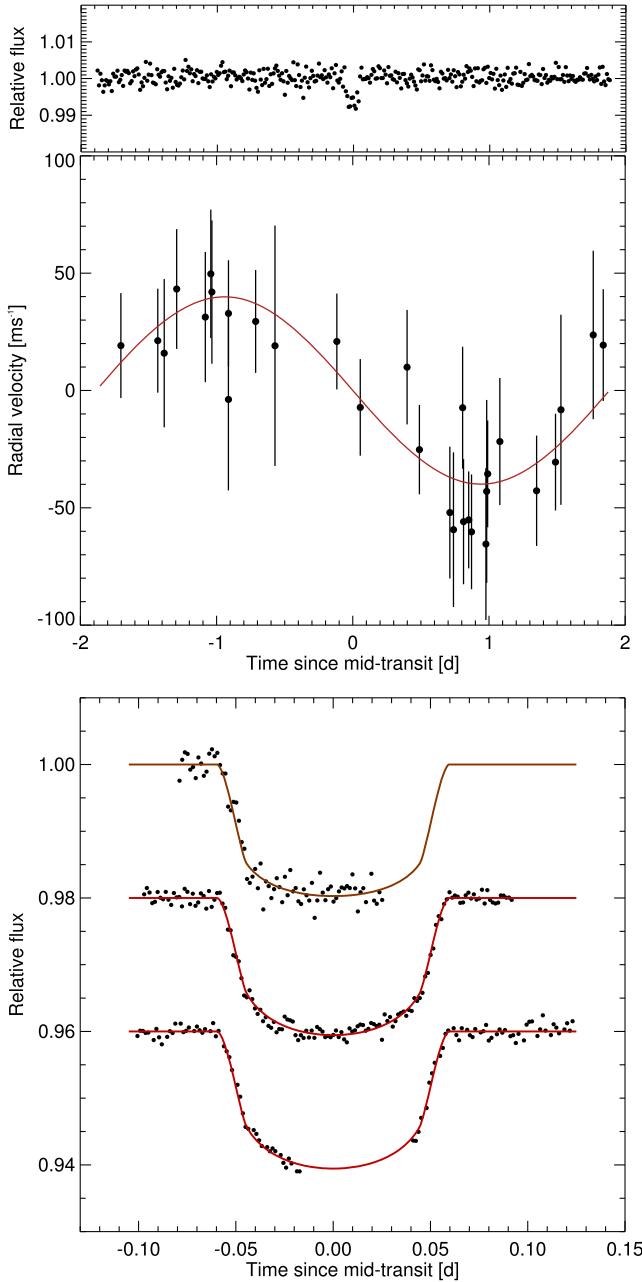 1.01
1.00
0.99
Relative flux
100
50
0
-50
-100
Radial velocity [ms⁻¹]
-2 -1 0 1 2
Time since mid-transit [d]
1.00
0.98
0.96
0.94
Relative flux
-0.10 -0.05 0.00 0.05 0.10 0.15
Time since mid-transit [d]